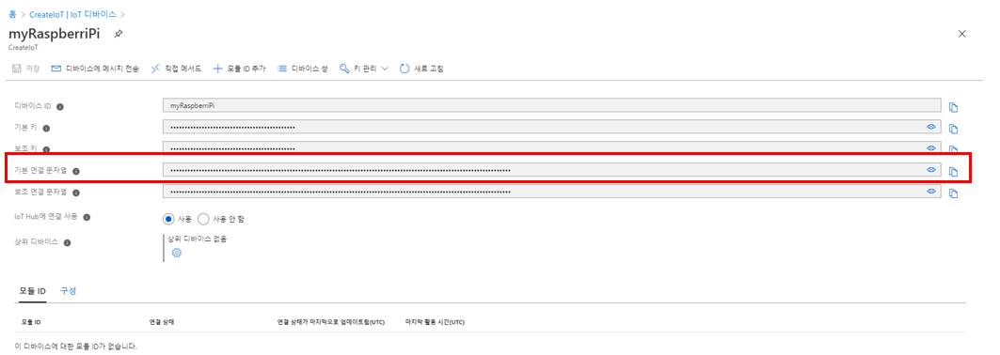 홈 > CreateIoT | IoT 디바이스 >
myRaspberriPi
CreateIoT
저장 디바이스에 메시지 전송 직접 메서드 모듈 ID 추가 디바이스 쌍 키 관리 새로 고침
디바이스 ID myRaspberriPi
기본 키
보조 키
기본 연결 문자열
보조 연결 문자열
IoT Hub에 연결 사용 사용 사용 안 함
상위 디바이스 상위 디바이스 없음
모듈 ID 구성
모듈 ID 연결 상태 연결 상태가 마지막으로 업데이트됨(UTC) 마지막 활동 시간(UTC)
이 디바이스에 대한 모듈 ID가 없습니다.